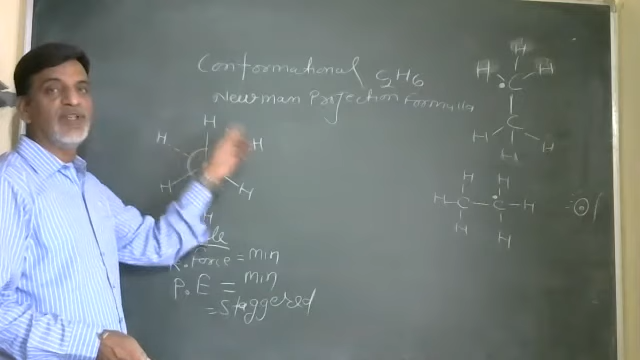 Conformational C2H6
Newman Projection Formula
H
H
H
H
H
H
Force = min
P.E = min
= Staggered
H
H
H
C
C
H
H
H
H
H
H - C - C - H
H
H